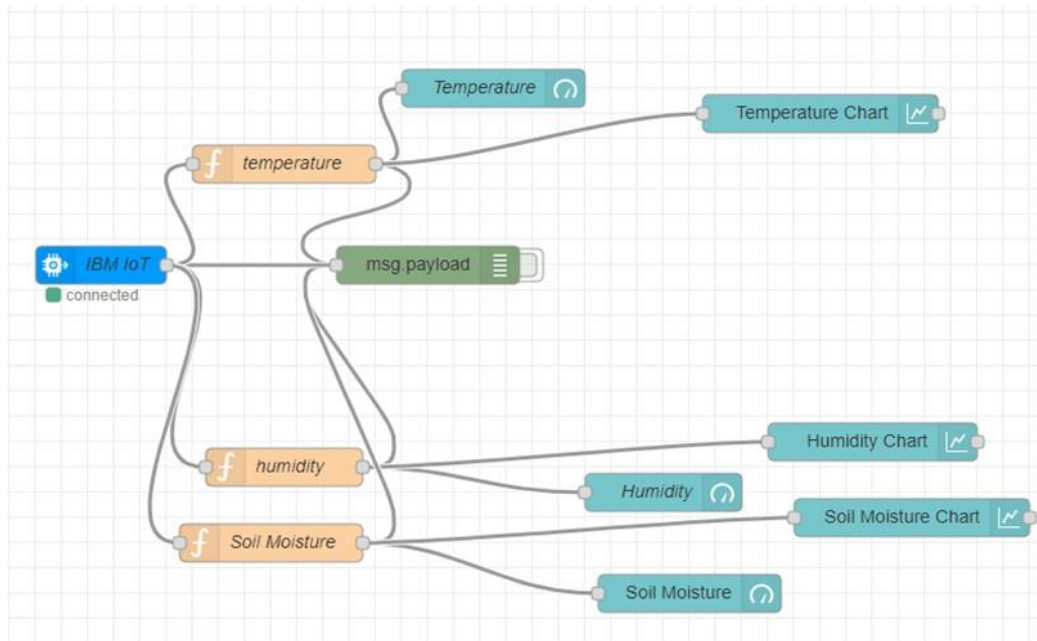 Temperature
Temperature Chart
temperature
IBM IoT
msg.payload
connected
Humidity Chart
humidity
Humidity
Soil Moisture Chart
Soil Moisture
Soil Moisture